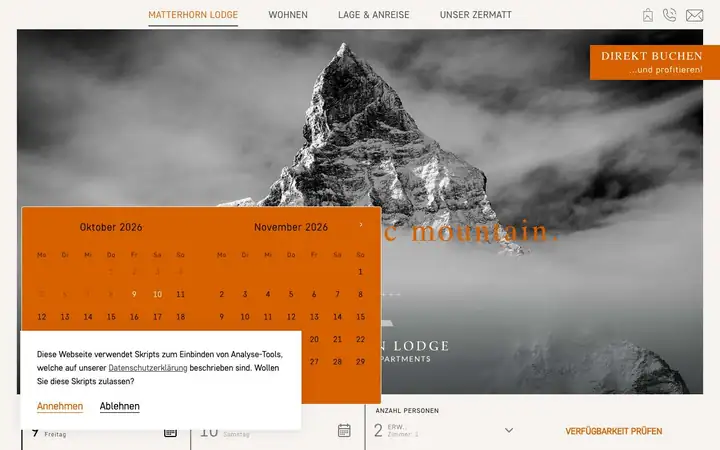 MATTERHORN LODGE WOHNEN LAGE & ANREISE UNSER ZERMATT
DIREKT BUCHEN
...und profitieren!
c mountain.
N LODGE
PARTMENTS
Oktober 2026 November 2026 ›
Mo Di Mi Do Fr Sa So Mo Di Mi Do Fr Sa So
1 2 3 4 1
5 6 7 8 9 10 11 2 3 4 5 6 7 8
12 13 14 15 16 17 18 9 10 11 12 13 14 15
20 21 22
27 28 29
Diese Webseite verwendet Skripts zum Einbinden von Analyse-Tools,
welche auf unserer Datenschutzerklärung beschrieben sind. Wollen
Sie diese Skripts zulassen?
Annehmen Ablehnen
ANZAHL PERSONEN
9 Freitag 10 Samstag 2 ERW.,
Zimmer: 1
VERFÜGBARKEIT PRÜFEN